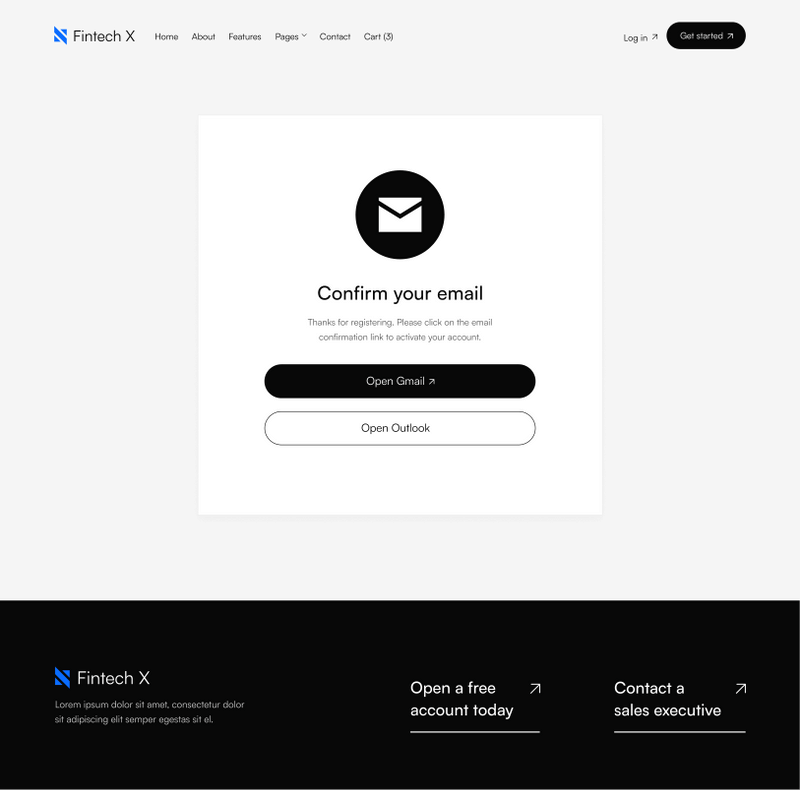 Fintech X
Home About Features Pages Contact Cart (3)
Log in
Get started
Confirm your email
Thanks for registering. Please click on the email
confirmation link to activate your account.
Open Gmail
Open Outlook
Fintech X
Lorem ipsum dolor sit amet, consectetur dolor
sit adipiscing elit semper egestas sit el.
Open a free
account today
Contact a
sales executive